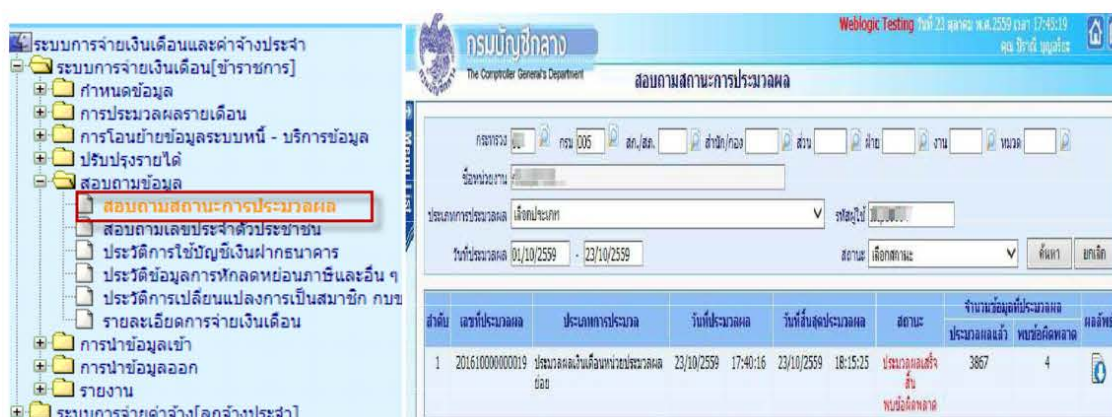 ระบบการจ่ายเงินเดือนและค่าจ้างประจำ
ระบบการจ่ายเงินเดือน[ข้าราชการ]
กำหนดข้อมูล
การประมวลผลรายเดือน
การโอนย้ายข้อมูลระบบหนี้ - บริการข้อมูล
ปรับปรุงรายได้
สอบถามข้อมูล
สอบถามสถานะการประมวลผล
สอบถามเลขประจำตัวประชาชน
ประวัติการใช้บัญชีเงินฝากธนาคาร
ประวัติข้อมูลการหักลดหย่อนภาษีและอื่น ๆ
ประวัติการเปลี่ยนแปลงการเป็นสมาชิก กบข
รายละเอียดการจ่ายเงินเดือน
การนำข้อมูลเข้า
การนำข้อมูลออก
รายงาน
ระบบการจ่ายค่าจ้าง[ลูกจ้างประจำ]
Weblogic Testing วันที่ 23 ตุลาคม พ.ศ.2559 เวลา 17:45:19
คุณ
กรมบัญชีกลาง
The Comptroller General's Department
สอบถามสถานะการประมวลผล
Menu List
กระทรวง กรม 005 สก./สถ. สำนัก/กอง ส่วน ฝ่าย งาน หมวด
ชื่อหน่วยงาน
ประเภทการประมวลผล เลือกประเภท รหัสผู้ใช้
วันที่ประมวลผล 01/10/2559 - 23/10/2559 สถานะ เลือกสถานะ ค้นหา ยกเลิก
ลำดับ เลขที่ประมวลผล ประเภทการประมวล วันที่ประมวลผล วันที่สิ้นสุดประมวลผล สถานะ จำนวนข้อมูลที่ประมวลผล ผลลัพธ์
ประมวลผลแล้ว พบข้อผิดพลาด
1 201610000000019 ประมวลผลเงินเดือนหน่วยประมวลผลย่อย 23/10/2559 17:40:16 23/10/2559 18:15:25 ประมวลผลเสร็จสิ้น 3867 4
พบข้อผิดพลาด